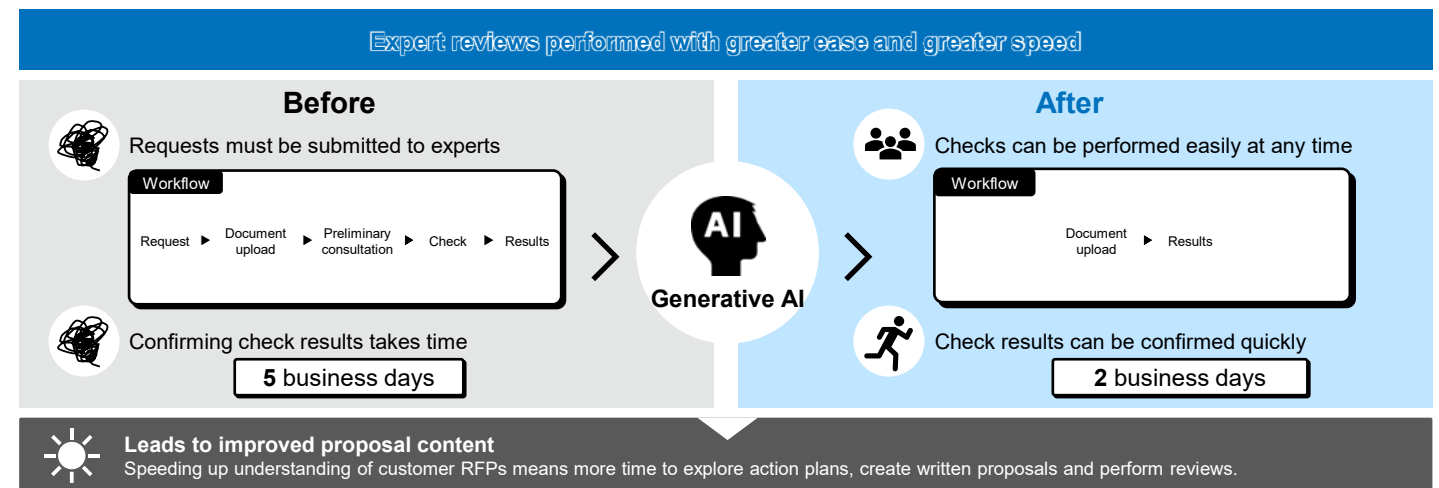 Expert reviews performed with greater ease and greater speed
Before
Requests must be submitted to experts
Workflow
Request ▶ Document upload ▶ Preliminary consultation ▶ Check ▶ Results
Confirming check results takes time
5 business days
AI
Generative AI
After
Checks can be performed easily at any time
Workflow
Document upload ▶ Results
Check results can be confirmed quickly
2 business days
Leads to improved proposal content
Speeding up understanding of customer RFPs means more time to explore action plans, create written proposals and perform reviews.